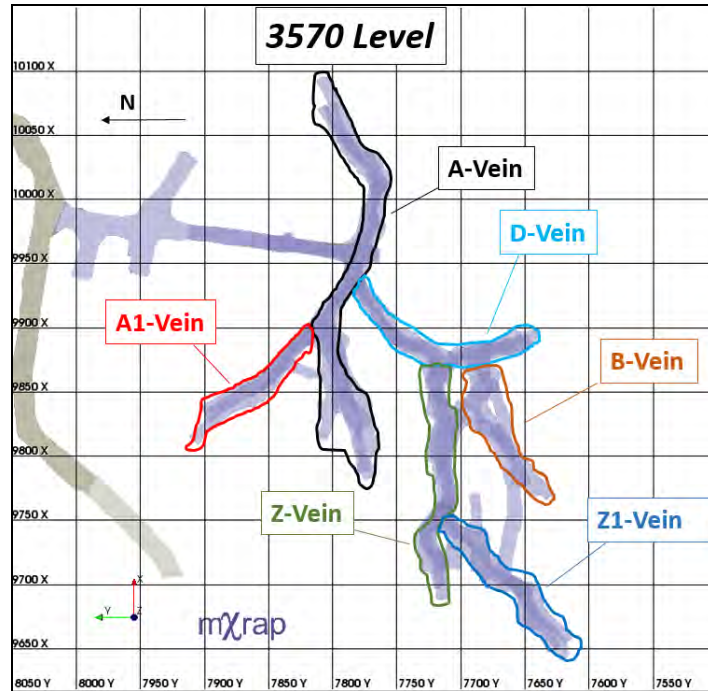 3570 Level
10100 X
N
10050 X
A-Vein
10000 X
D-Vein
9950 X
A1-Vein
9900 X
B-Vein
9850 X
9800 X
Z-Vein
Z1-Vein
9750 X
9700 X
X
Y
Z
mχrap
9650 X
8050 Y
8000 Y
7950 Y
7900 Y
7850 Y
7800 Y
7750 Y
7700 Y
7650 Y
7600 Y
7550 Y